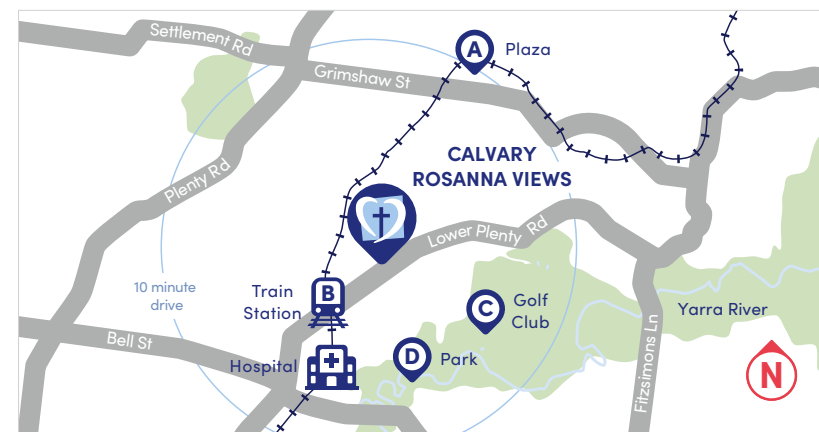 Settlement Rd
A
Plaza
Grimshaw St
CALVARY
ROSANNA VIEWS
Plenty Rd
Lower Plenty Rd
10 minute
drive
Train
Station
B
C
Golf
Club
Yarra River
Bell St
Hospital
D
Park
Fitzsimons Ln
N